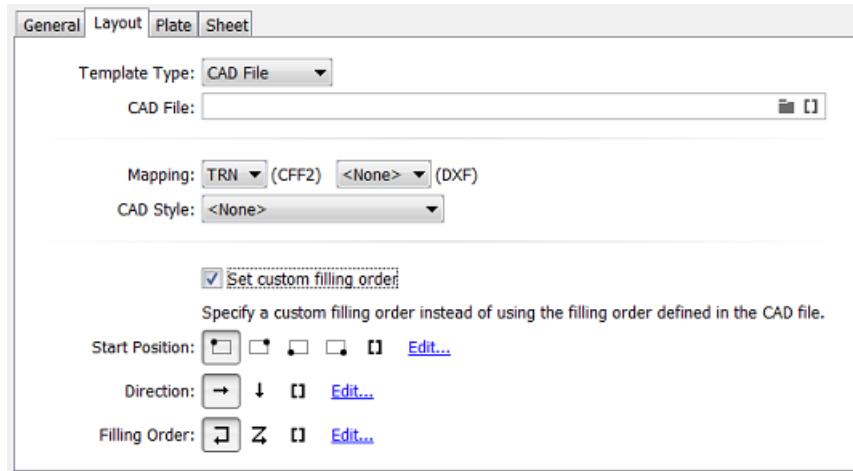 General Layout Plate Sheet
Template Type: CAD File
CAD File:
Mapping: TRN (CFF2) <None> (DXF)
CAD Style: <None>
Set custom filling order
Specify a custom filling order instead of using the filling order defined in the CAD file.
Start Position: Edit...
Direction: Edit...
Filling Order: Edit...